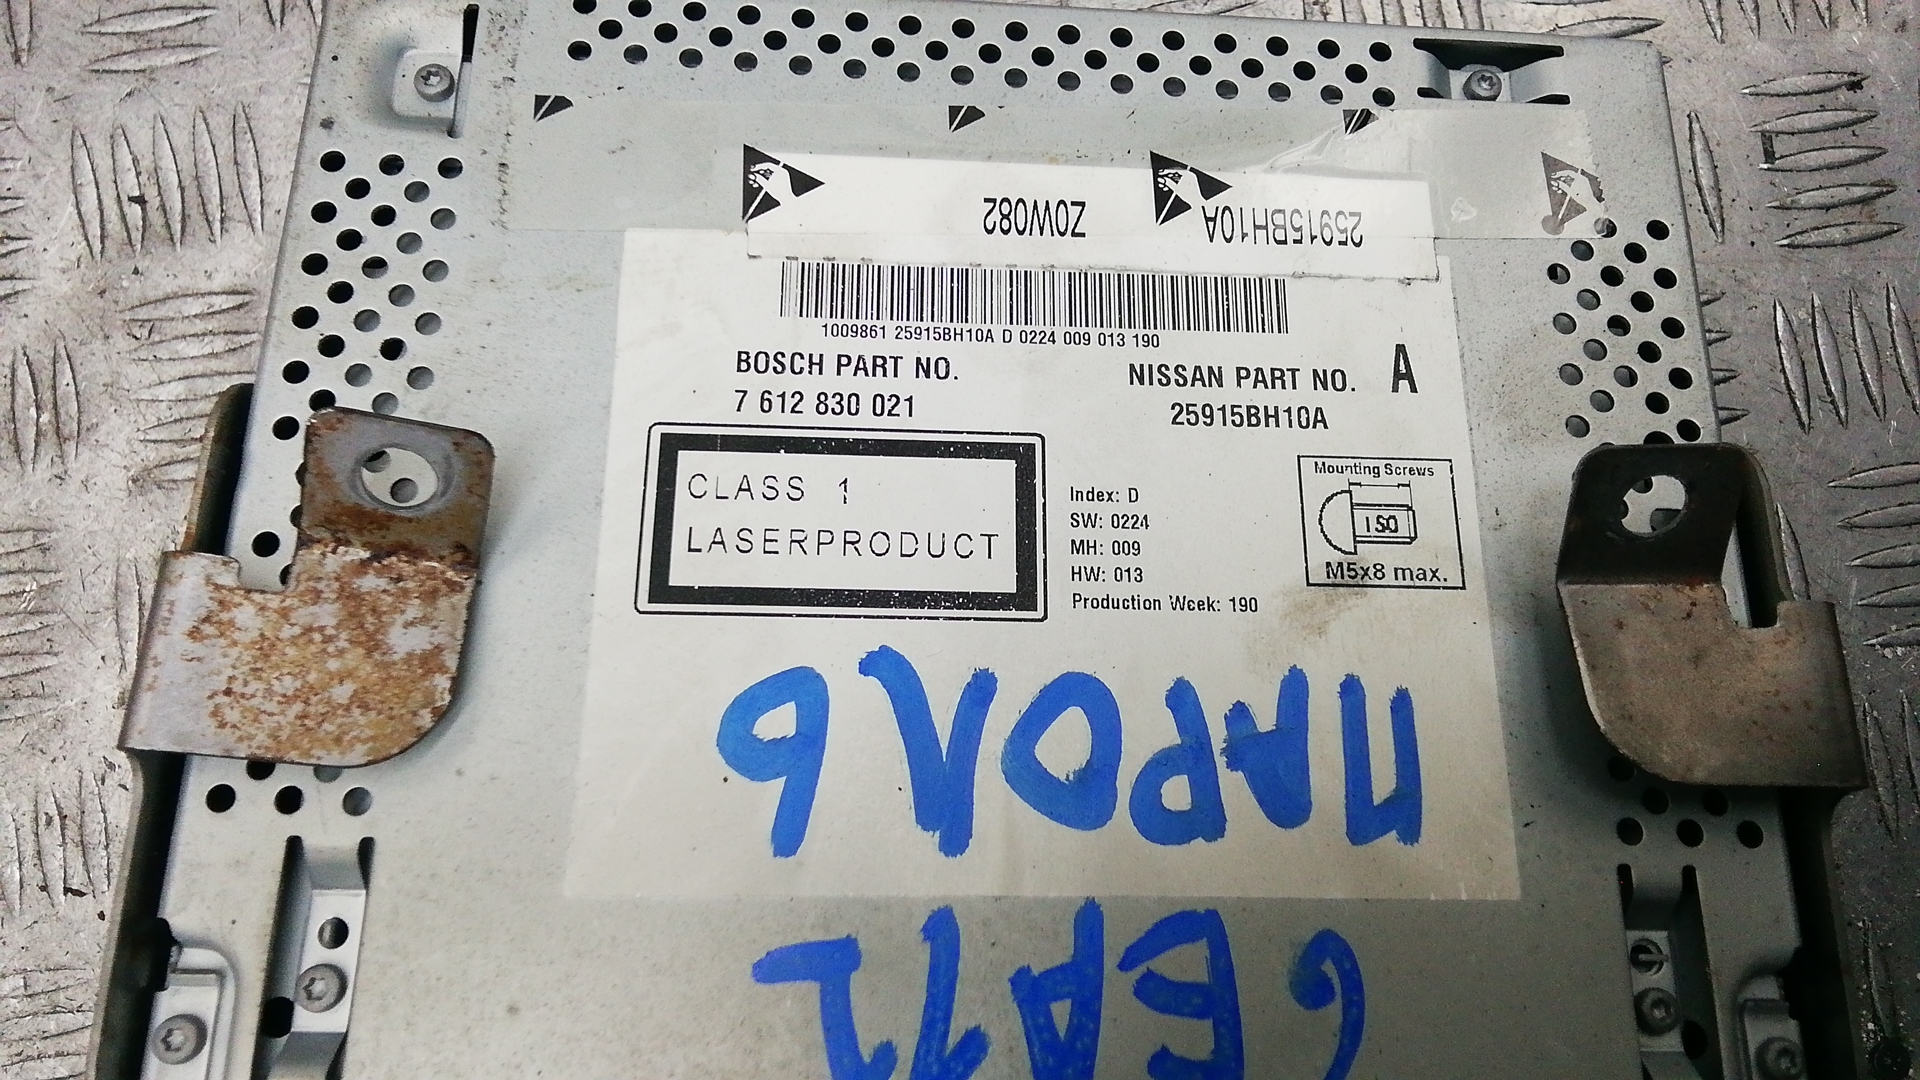 25915BH10A Z0W082
1009861 25915BH10A D 0224 009 013 190
BOSCH PART NO.
7 612 830 021
NISSAN PART NO. A
25915BH10A
CLASS 1
LASERPRODUCT
Index: D
SW: 0224
MH: 009
HW: 013
Production Week: 190
Mounting Screws
ISO
M5x8 max.
ПАРОЛЬ